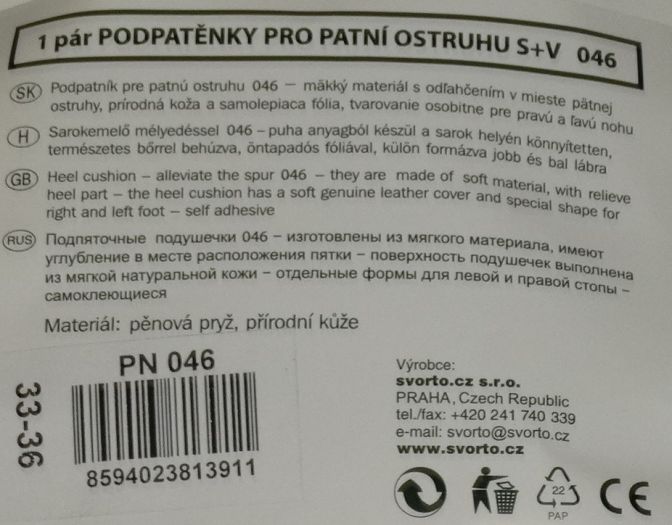 1 pár PODPATĚNKY PRO PATNÍ OSTRUHU S+V 046
SK Podpatník pre patnú ostruhu 046 – mäkký materiál s odľahčením v mieste pätnej
ostruhy, prírodná koža a samolepiaca fólia, tvarovanie osobitne pre pravú a ľavú nohu
H Sarokemelő mélyedéssel 046 – puha anyagból készül a sarok helyén könnyítetten,
természetes bőrrel behúzva, öntapadós fóliával, külön formázva jobb és bal lábra
GB Heel cushion – alleviate the spur 046 – they are made of soft material, with relieve
heel part – the heel cushion has a soft genuine leather cover and special shape for
right and left foot – self adhesive
RUS Подпяточные подушечки 046 – изготовлены из мягкого материала, имеют
углубление в месте расположения пятки – поверхность подушечек выполнена
из мягкой натуральной кожи – отдельные формы для левой и правой стопы –
самоклеющиеся
Materiál: pěnová pryž, přírodní kůže
PN 046
33-36
8594023813911
Výrobce:
svorto.cz s.r.o.
PRAHA, Czech Republic
tel./fax: +420 241 740 339
e-mail: svorto@svorto.cz
www.svorto.cz
22
PAP
CE